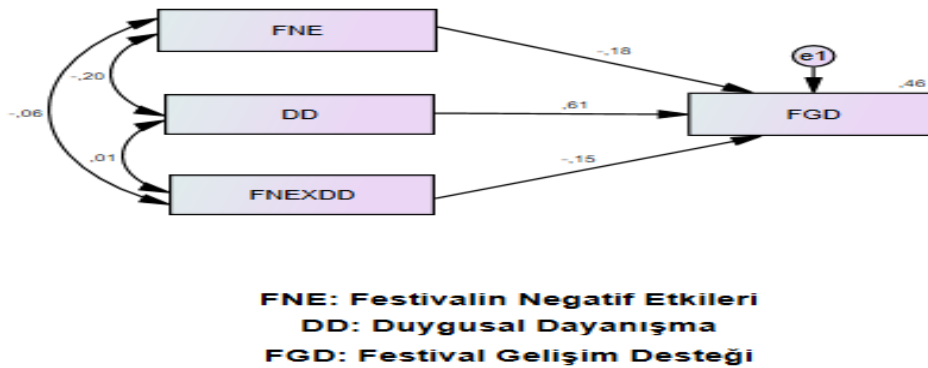 FNE
-,18
e1
-,20
,46
-,06
DD
,61
FGD
,01
-,15
FNEXDD
FNE: Festivalin Negatif Etkileri
DD: Duygusal Dayanışma
FGD: Festival Gelişim Desteği